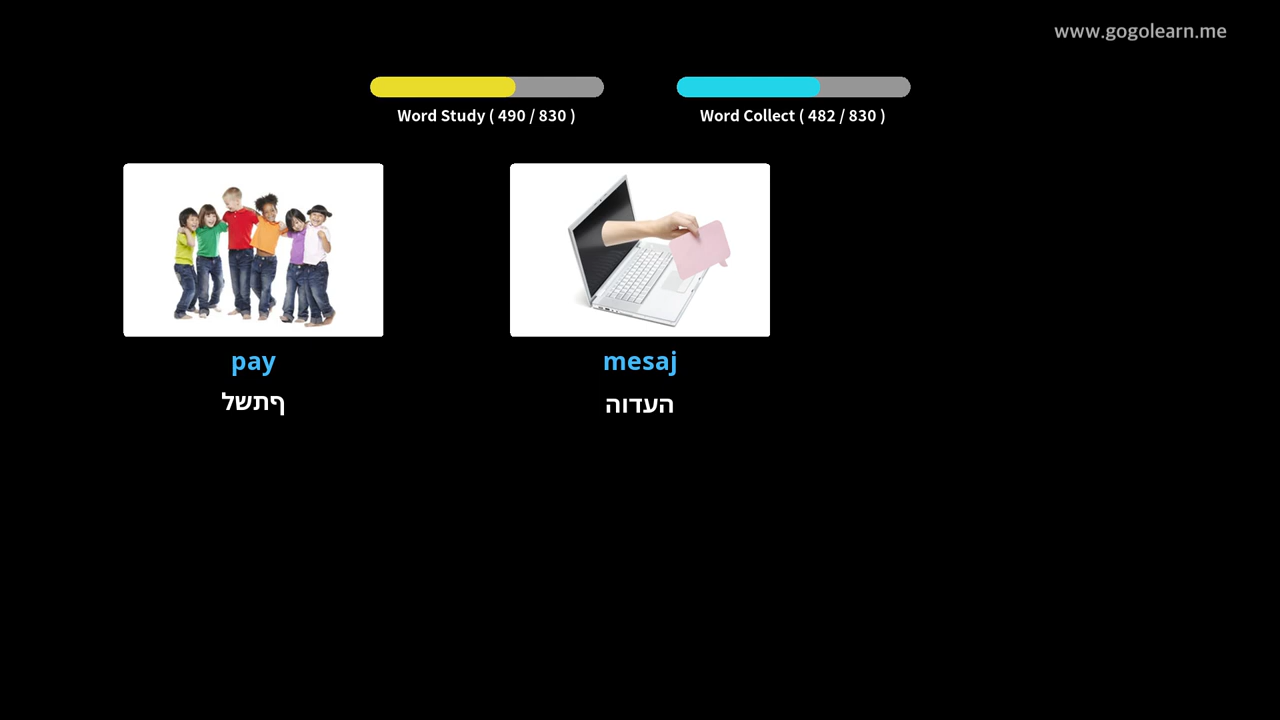 www.gogolearn.me
Word Study ( 490 / 830 )
Word Collect ( 482 / 830 )
pay
ףתשל
mesaj
העדוה